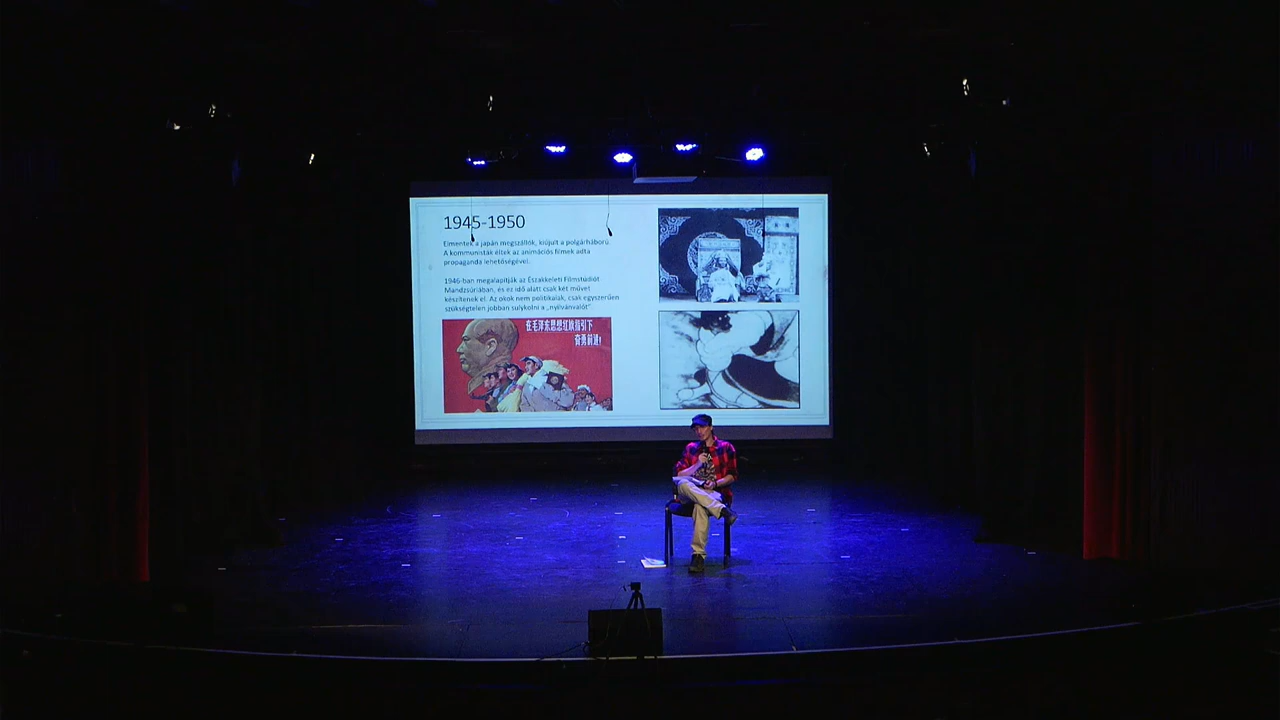 1945-1950
Elmentek a japán megszállók, kiújult a polgárháború.
A kommunisták éltek az animációs filmek adta
propaganda lehetőségével.
1946-ban megalapítják az Északkeleti Filmstúdiót
Mandzsúriában, és ez idő alatt csak két művet
készítenek el. Az okok nem politikaiak, csak egyszerűen
szükségtelen jobban sulykolni a „nyilvánvalót”.
在毛泽东思想红旗指引下
奋勇前进!